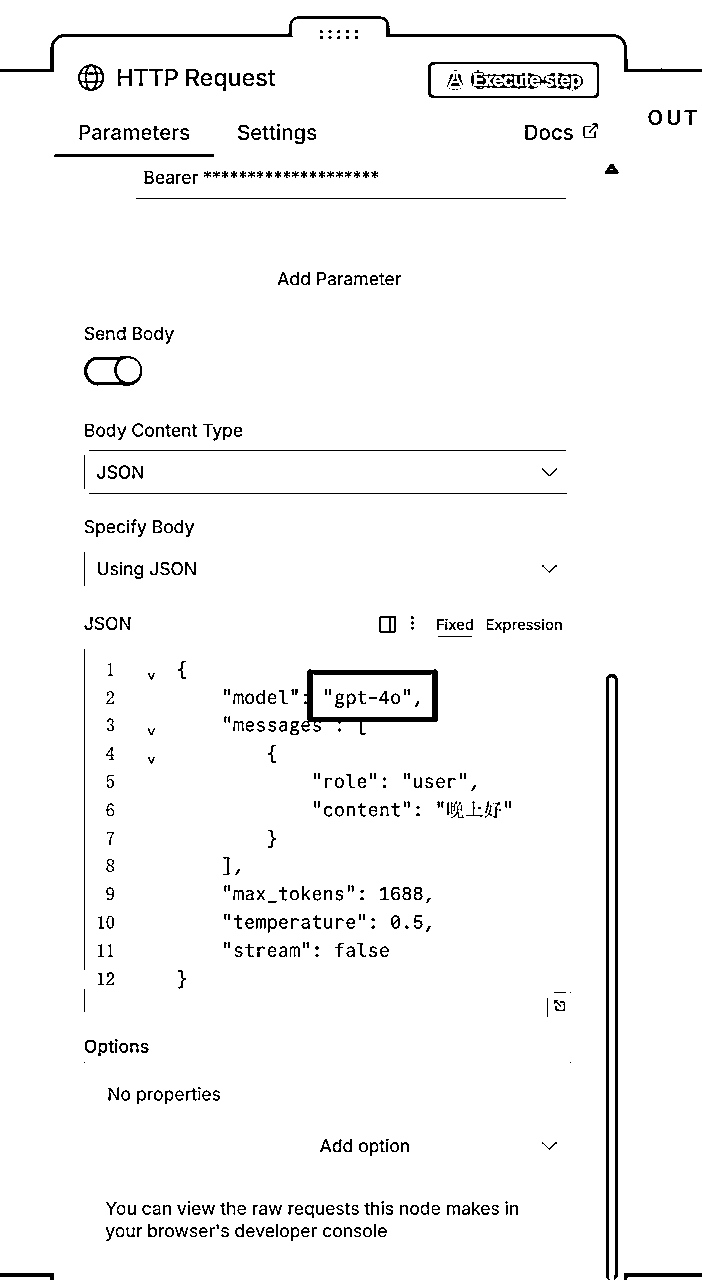 HTTP Request
Execute step
OUT
Parameters Settings Docs
Bearer ********************
Add Parameter
Send Body
Body Content Type
JSON
Specify Body
Using JSON
JSON Fixed Expression
1 {
2 "model": "gpt-4o",
3 "messages": [
4 {
5 "role": "user",
6 "content": "晚上好"
7 }
8 ],
9 "max_tokens": 1688,
10 "temperature": 0.5,
11 "stream": false
12 }
Options
No properties
Add option
You can view the raw requests this node makes in
your browser's developer console